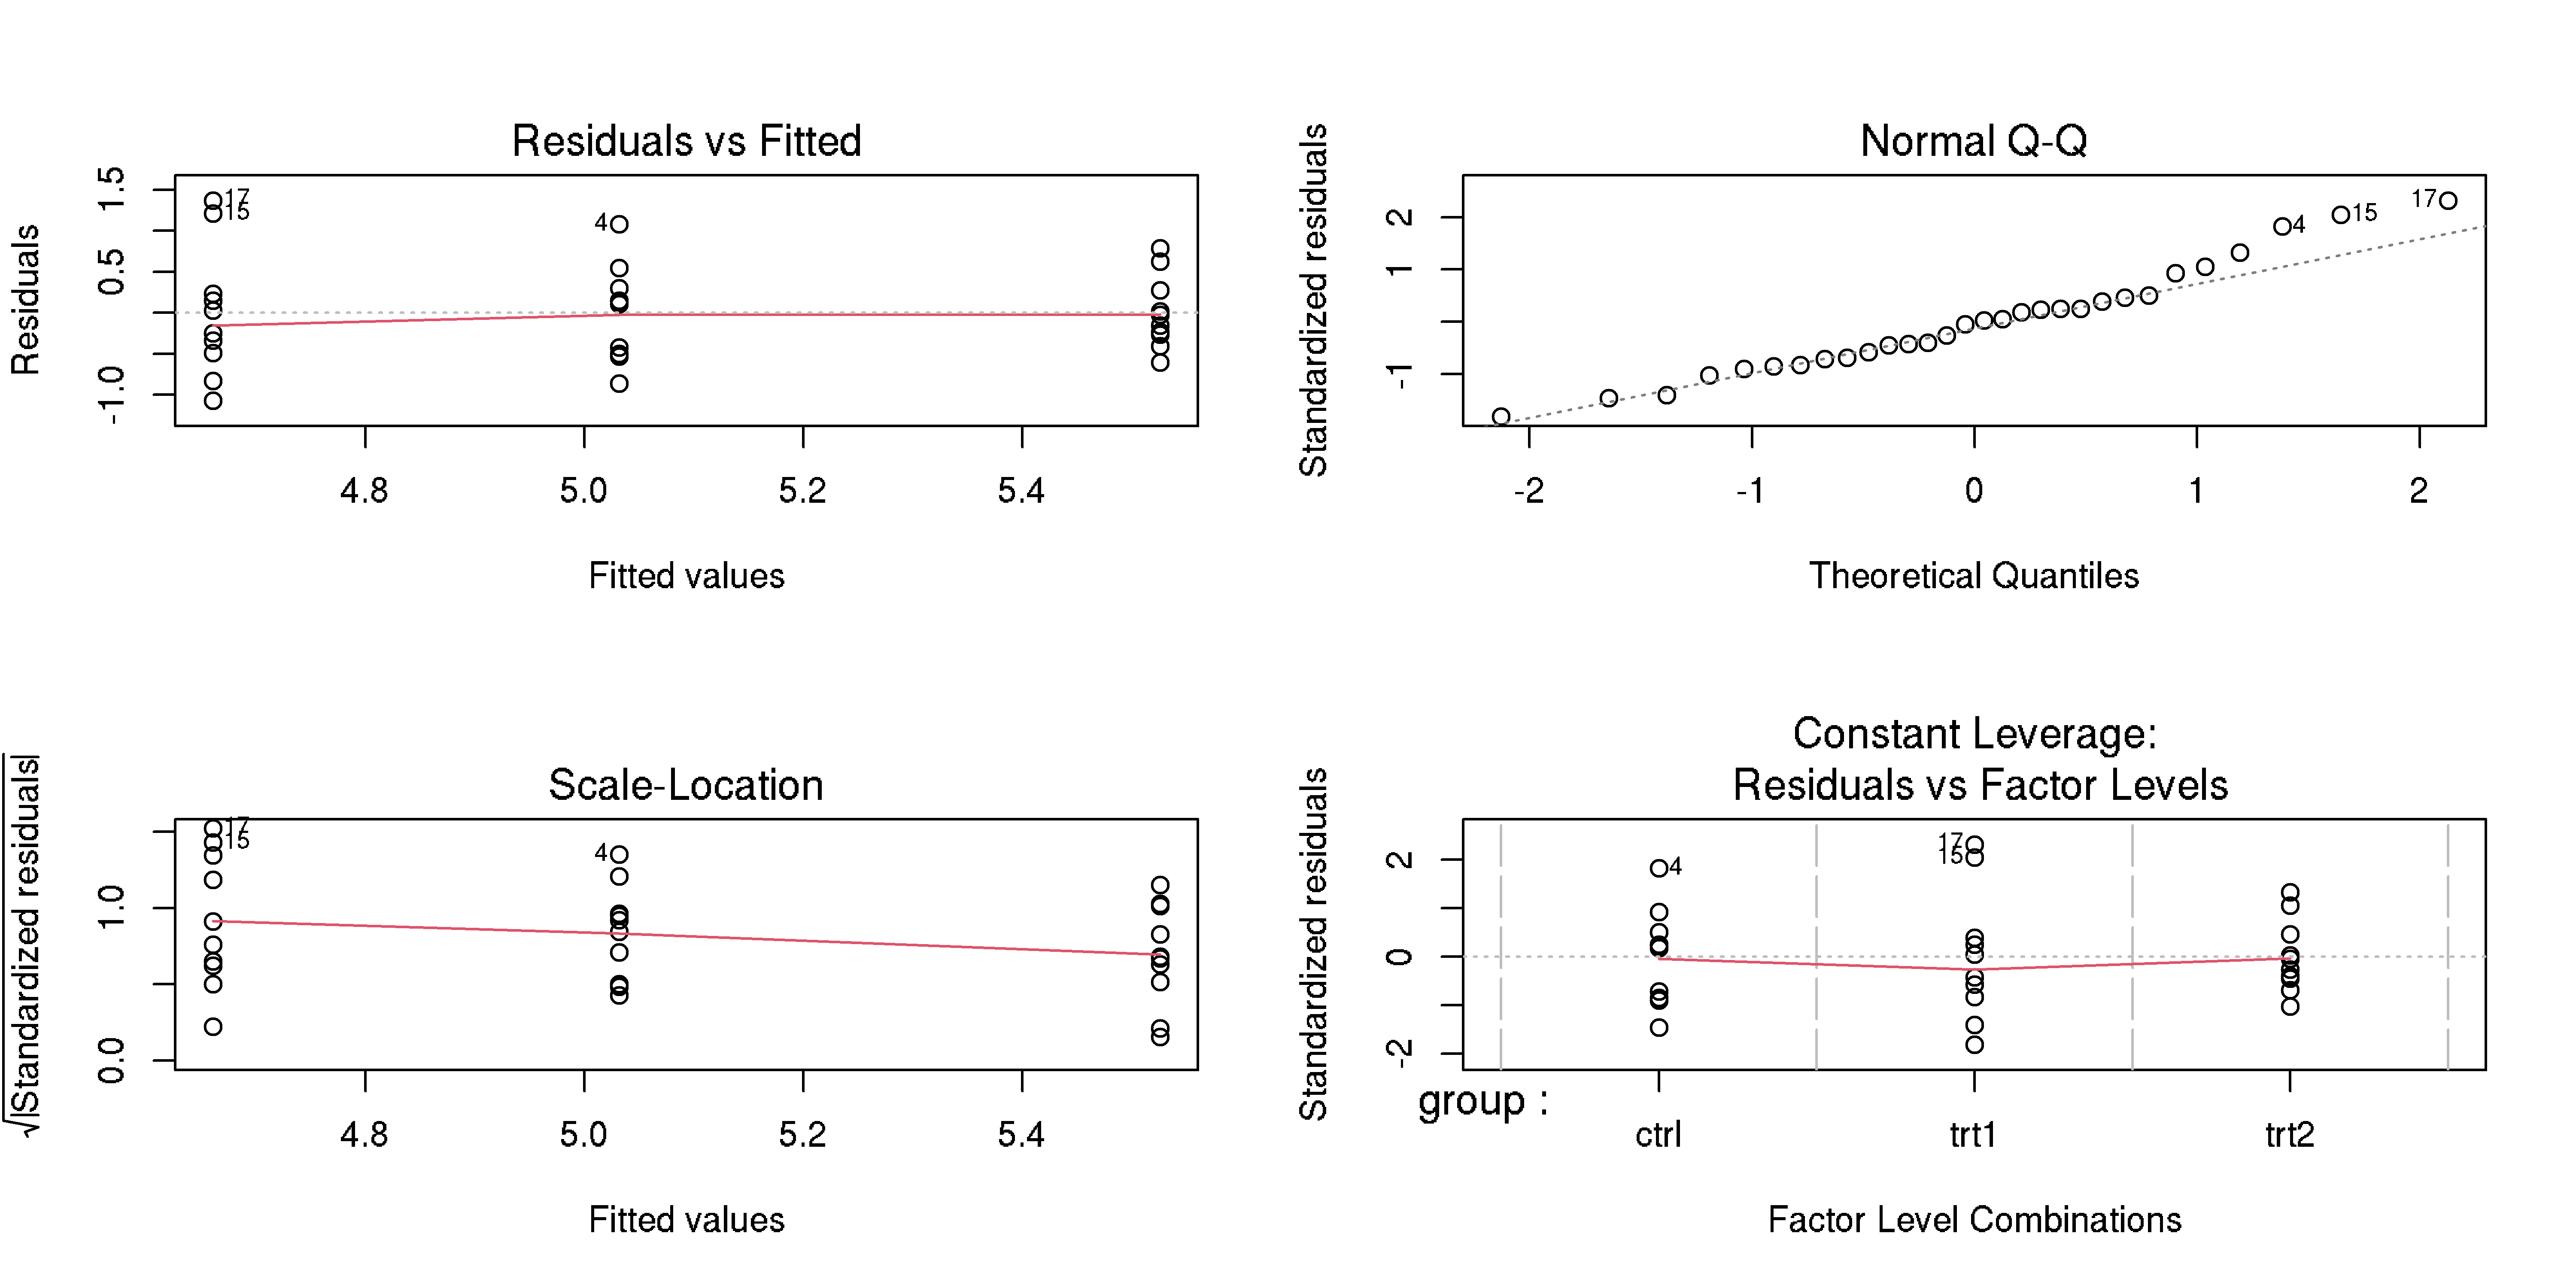 Residuals vs Fitted
Residuals
1.5
0.5
-1.0
17
15
4
4.8 5.0 5.2 5.4
Fitted values
Normal Q-Q
Standardized residuals
2
1
-1
4
15
17
-2 -1 0 1 2
Theoretical Quantiles
Scale-Location
√|Standardized residuals|
1.0
0.0
17
15
4
4.8 5.0 5.2 5.4
Fitted values
Constant Leverage:
Residuals vs Factor Levels
Standardized residuals
2
0
-2
4
17
15
group :
ctrl trt1 trt2
Factor Level Combinations